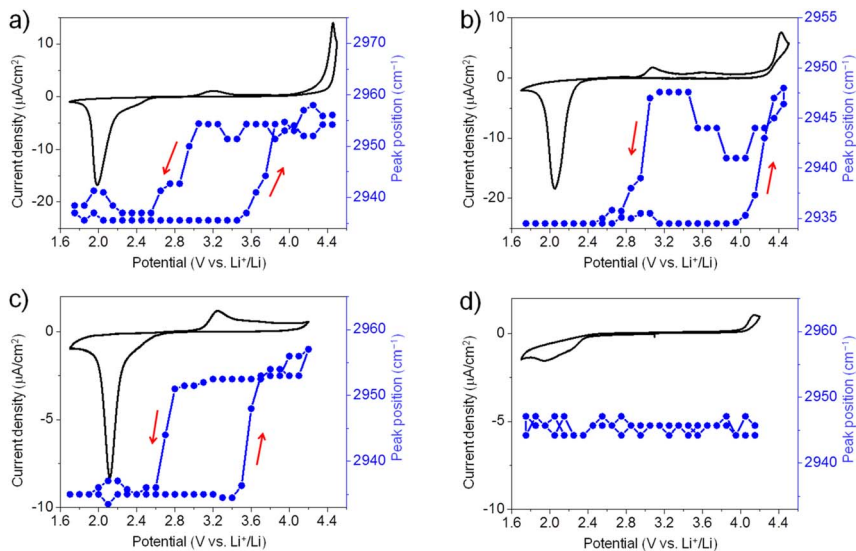 a)
10
0
-10
-20
Current density (μA/cm²)
2970
2960
2950
2940
Peak position (cm⁻¹)
1.6 2.0 2.4 2.8 3.2 3.6 4.0 4.4
Potential (V vs. Li⁺/Li)
b)
10
0
-10
-20
Current density (μA/cm²)
2955
2950
2945
2940
2935
Peak position (cm⁻¹)
1.6 2.0 2.4 2.8 3.2 3.6 4.0 4.4
Potential (V vs. Li⁺/Li)
c)
0
-5
-10
Current density (μA/cm²)
2960
2950
2940
Peak position (cm⁻¹)
1.6 2.0 2.4 2.8 3.2 3.6 4.0 4.4
Potential (V vs. Li⁺/Li)
d)
0
-5
-10
Current density (μA/cm²)
2960
2950
2940
Peak position (cm⁻¹)
1.6 2.0 2.4 2.8 3.2 3.6 4.0 4.4
Potential (V vs. Li⁺/Li)